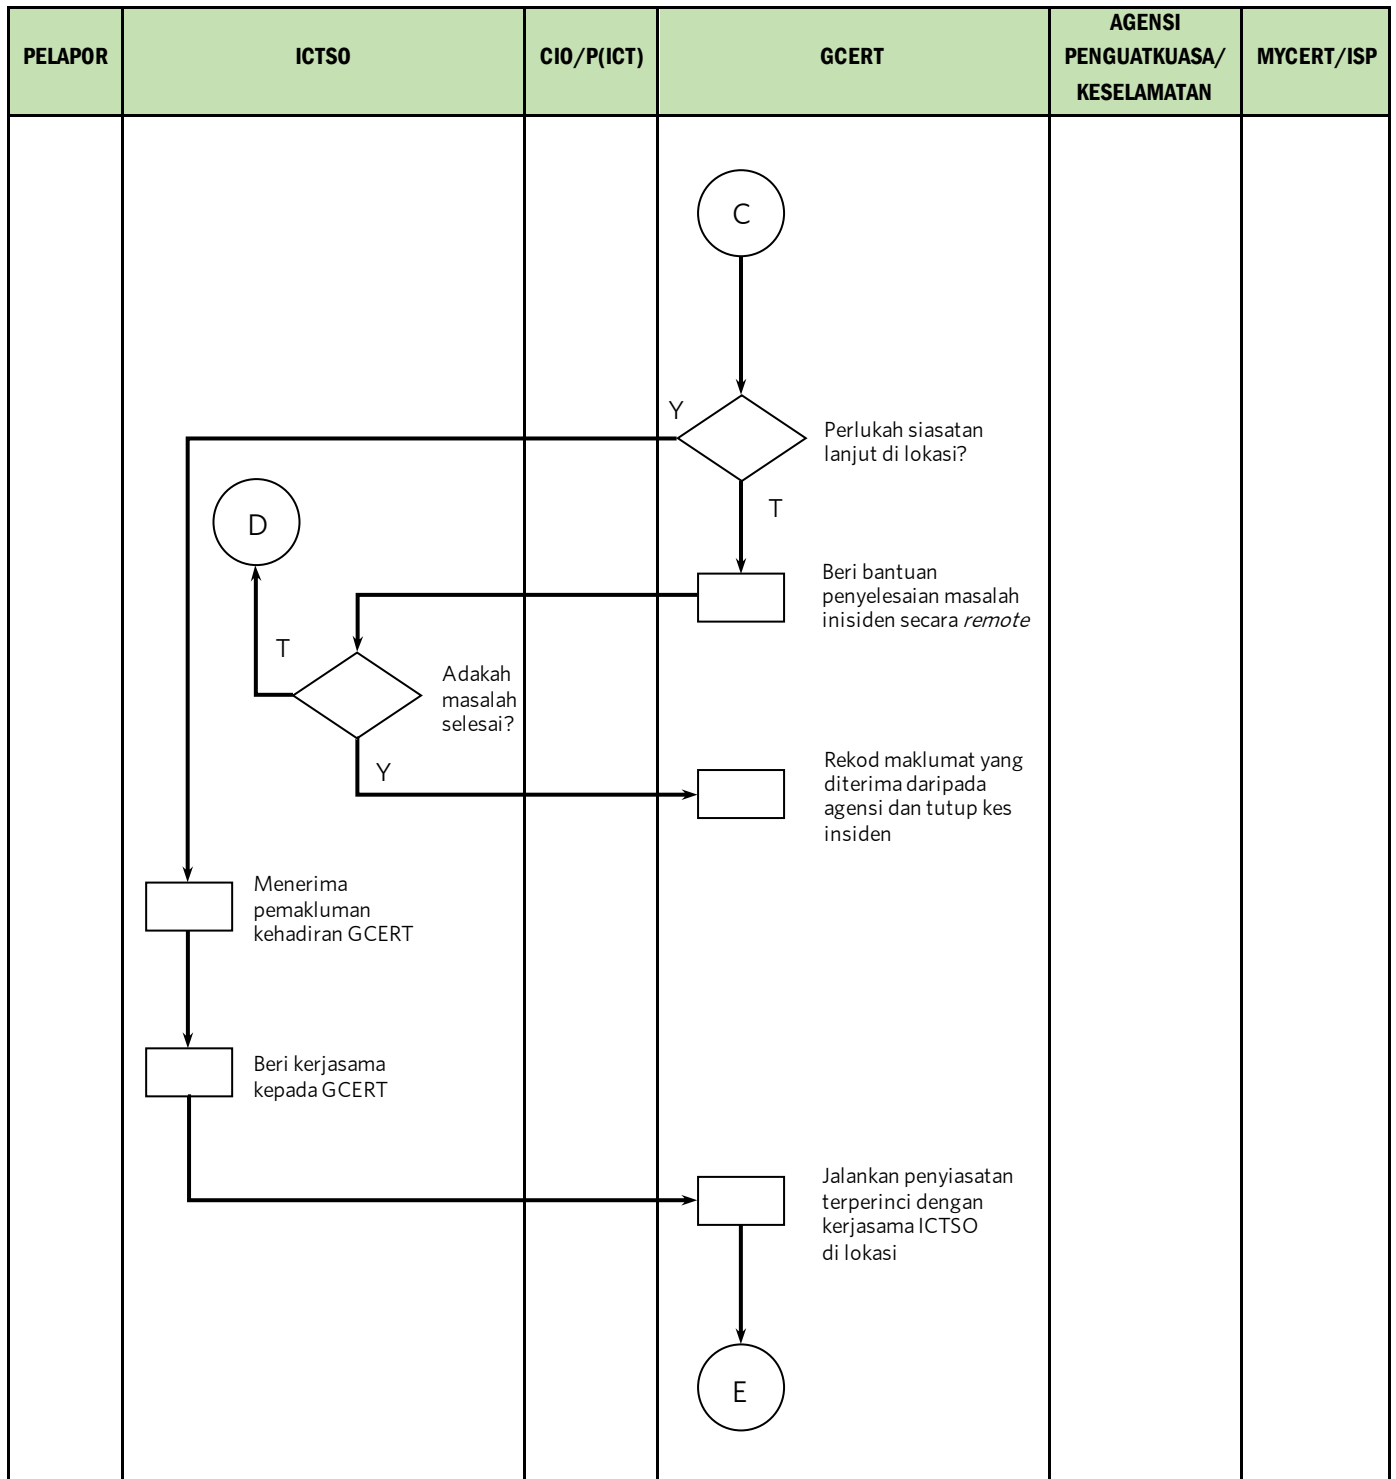 PELAPOR
ICTSO
CIO/P(ICT)
GCERT
AGENSI
PENGUATKUASA/
KESELAMATAN
MYCERT/ISP
C
Y
Perlukah siasatan
lanjut di lokasi?
T
D
Beri bantuan
penyelesaian masalah
inisiden secara remote
T
Adakah
masalah
selesai?
Y
Rekod maklumat yang
diterima daripada
agensi dan tutup kes
insiden
Menerima
pemakluman
kehadiran GCERT
Beri kerjasama
kepada GCERT
Jalankan penyiasatan
terperinci dengan
kerjasama ICTSO
di lokasi
E